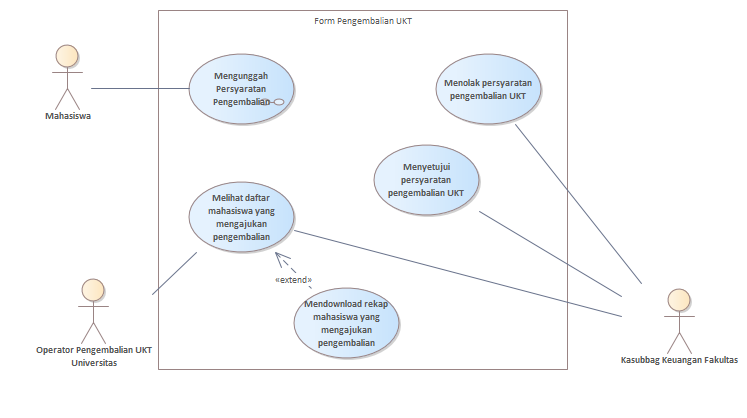 Form Pengembalian UKT
Mengunggah
Persyaratan
Pengembalian
Menolak persyaratan
pengembalian UKT
Mahasiswa
Menyetujui
persyaratan
pengembalian UKT
Melihat daftar
mahasiswa yang
mengajukan
pengembalian
«extend»
Mendownload rekap
mahasiswa yang
mengajukan
pengembalian
Operator Pengembalian UKT
Universitas
Kasubbag Keuangan Fakultas